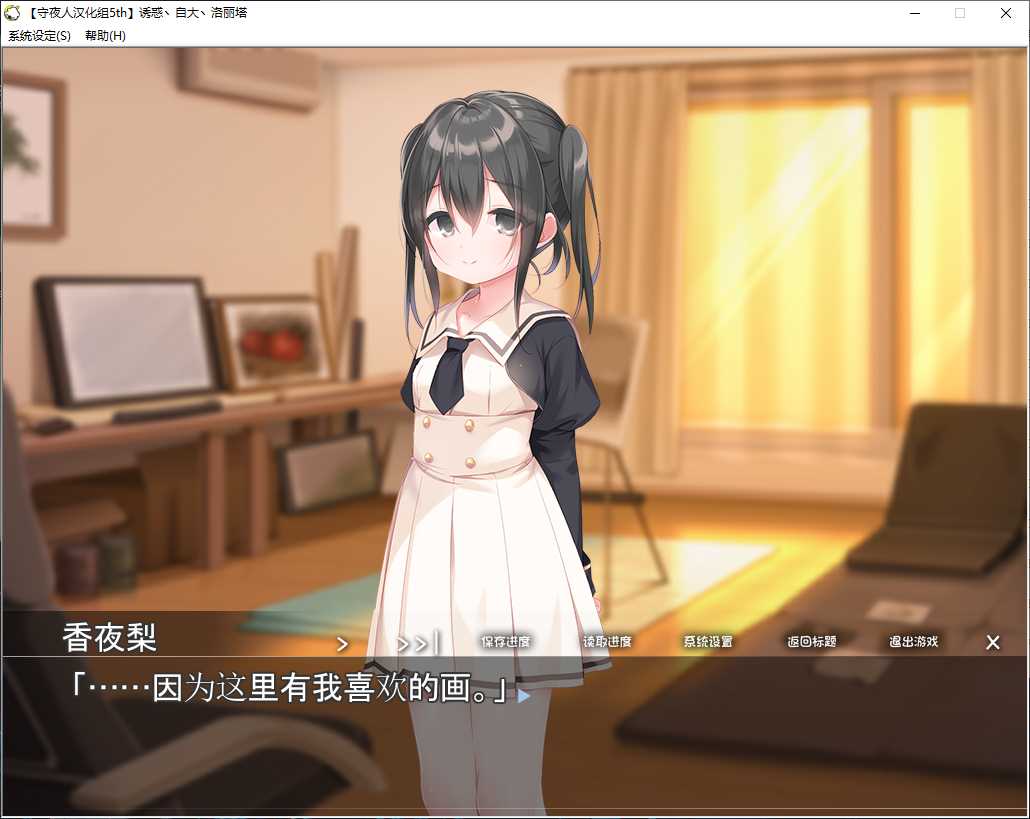 【守夜人汉化组5th】诱惑丶自大丶洛丽塔
系统设定(S) 帮助(H)
香夜梨
> >>| 保存进度 读取进度 系统设置 返回标题 退出游戏 X
「……因为这里有我喜欢的画。」